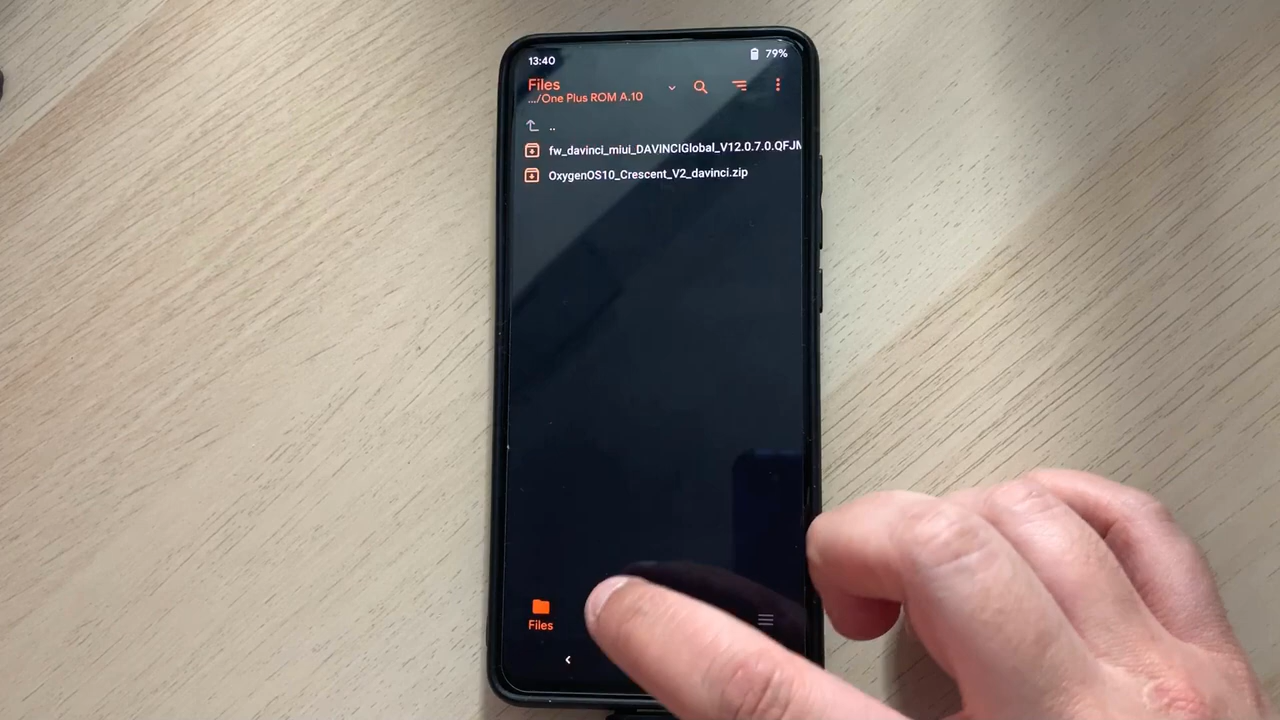 13:40
79%
Files
.../One Plus ROM A.10
..
fw_davinci_miui_DAVINCIGlobal_V12.0.7.0.QFJM
OxygenOS10_Crescent_V2_davinci.zip
Files